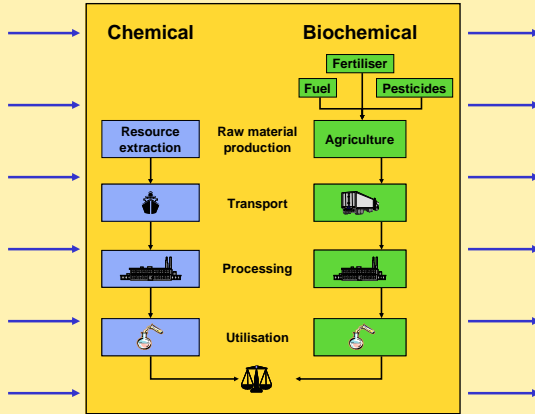 Chemical
Biochemical
Fertiliser
Fuel
Pesticides
Resource
extraction
Raw material
production
Agriculture
Transport
Processing
Utilisation